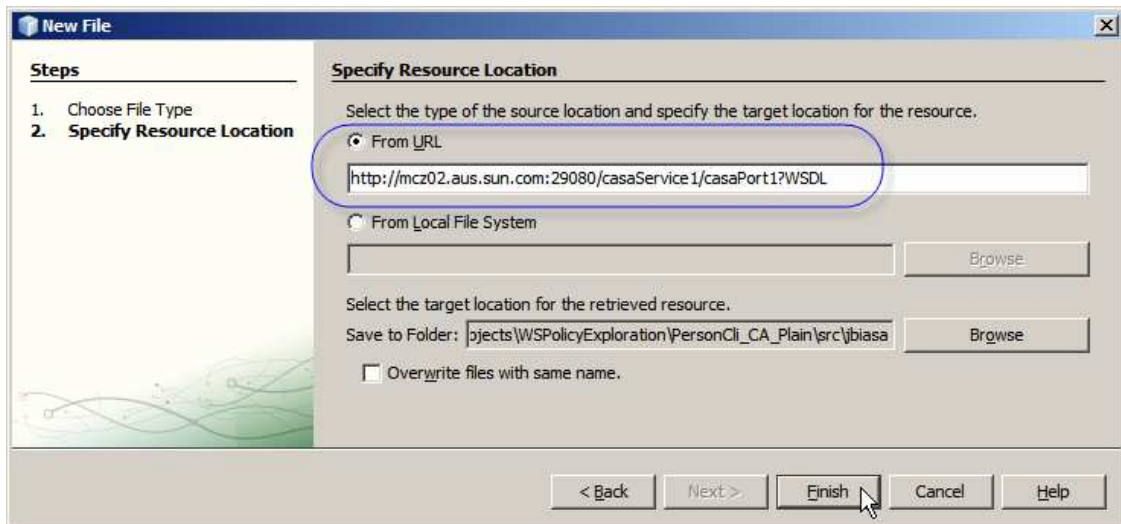 New File
Steps
1. Choose File Type
2. Specify Resource Location
Specify Resource Location
Select the type of the source location and specify the target location for the resource.
From URL
http://mcz02.aus.sun.com:29080/casaService1/casaPort1?WSDL
From Local File System
Browse
Select the target location for the retrieved resource.
Save to Folder: ojects\WSPolicyExploration\PersonCli_CA_Plain\src\jbiasa Browse
Overwrite files with same name.
< Back Next > Finish Cancel Help